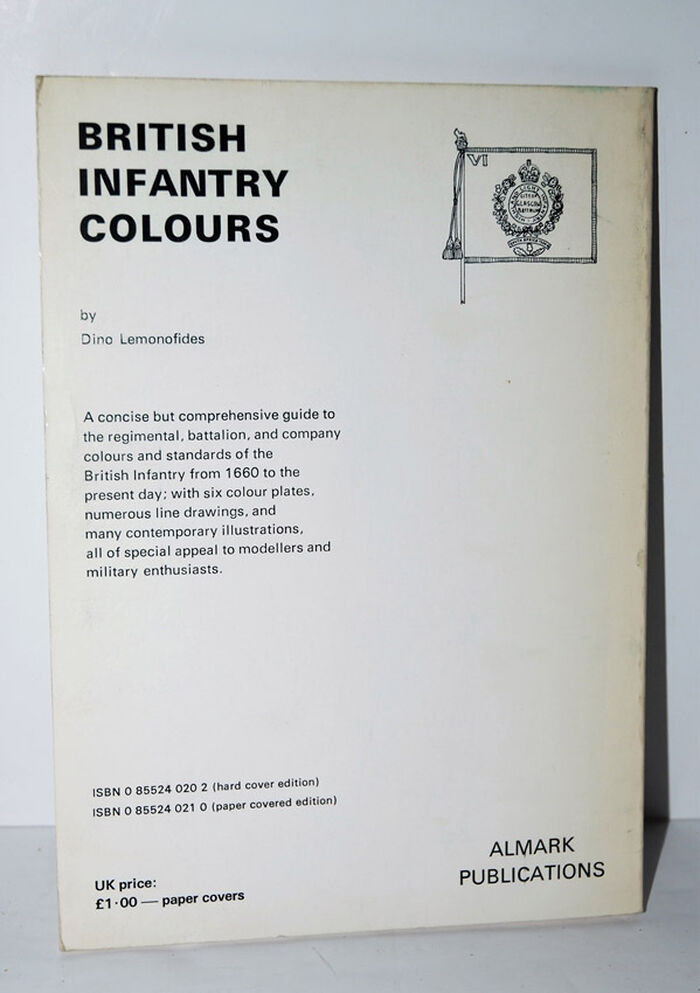 BRITISH
INFANTRY
COLOURS
VI
CITY OF
GLASGOW
by
Dino Lemonofides
A concise but comprehensive guide to
the regimental, battalion, and company
colours and standards of the
British Infantry from 1660 to the
present day; with six colour plates,
numerous line drawings, and
many contemporary illustrations,
all of special appeal to modellers and
military enthusiasts.
ISBN 0 85524 020 2 (hard cover edition)
ISBN 0 85524 021 0 (paper covered edition)
UK price:
£1·00 — paper covers
ALMARK
PUBLICATIONS